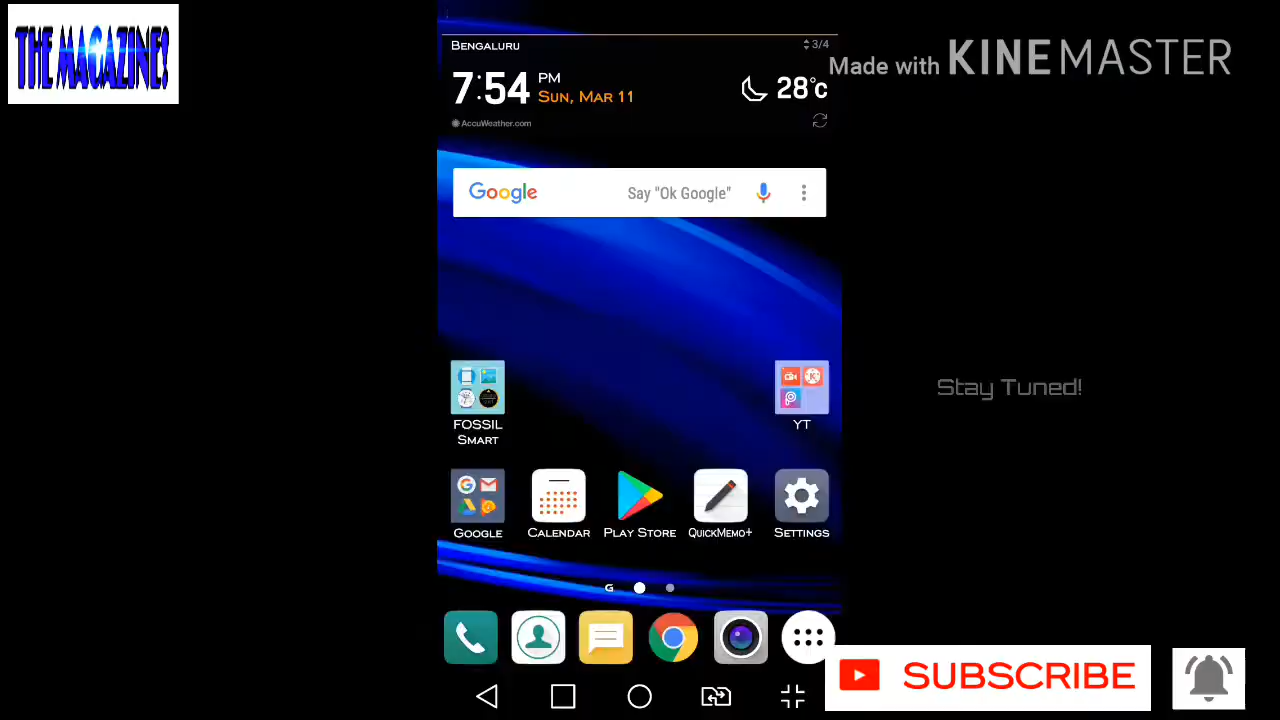 THE MAGAZINE!
Made with KINEMASTER
BENGALURU
3/4
7:54 PM
SUN, MAR 11
28°C
AccuWeather.com
Google
Say "Ok Google"
FOSSIL
SMART
YT
Stay Tuned!
GOOGLE
CALENDAR
PLAY STORE
QUICKMEMO+
SETTINGS
SUBSCRIBE